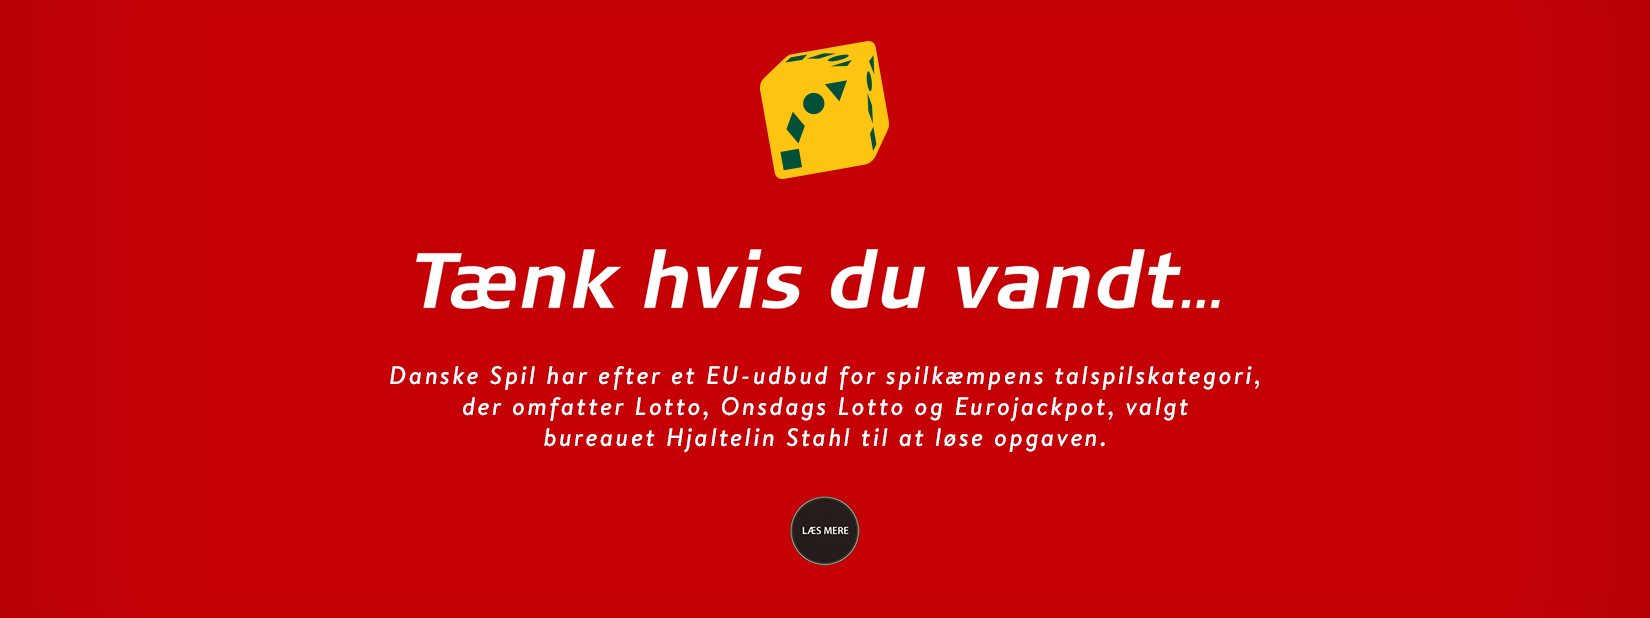 Tænk hvis du vandt...
Danske Spil har efter et EU-udbud for spilkæmpens talspilskategori,
der omfatter Lotto, Onsdags Lotto og Eurojackpot, valgt
bureauet Hjaltelin Stahl til at løse opgaven.
LÆS MERE